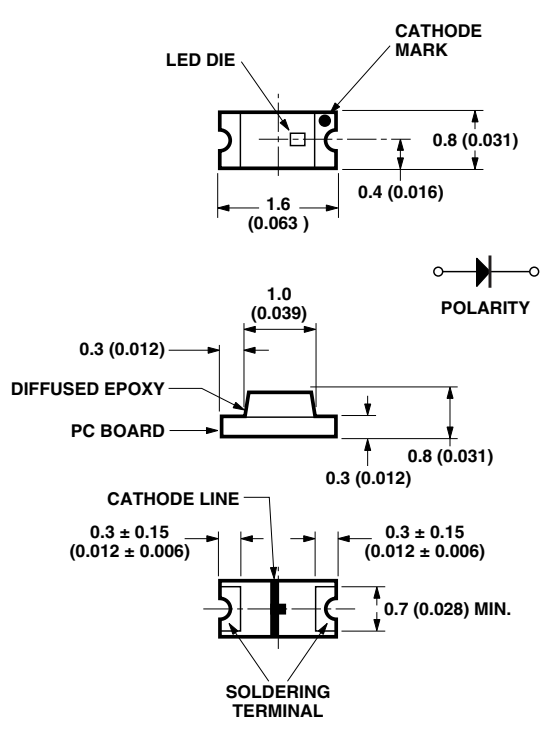 CATHODE
MARK
LED DIE
0.8 (0.031)
0.4 (0.016)
1.6
(0.063 )
POLARITY
1.0
(0.039)
0.3 (0.012)
DIFFUSED EPOXY
PC BOARD
0.8 (0.031)
0.3 (0.012)
CATHODE LINE
0.3 ± 0.15
(0.012 ± 0.006)
0.3 ± 0.15
(0.012 ± 0.006)
0.7 (0.028) MIN.
SOLDERING
TERMINAL